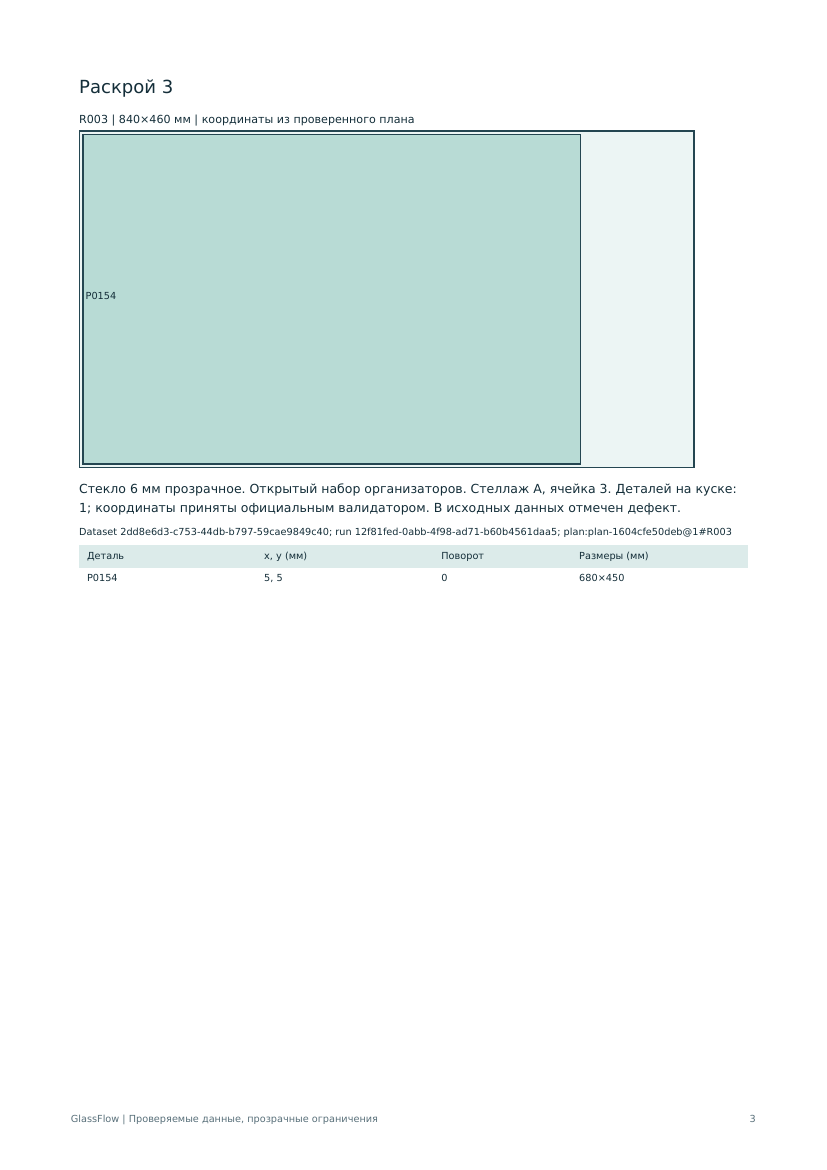 Раскрой 3
R003 | 840×460 мм | координаты из проверенного плана
P0154
Стекло 6 мм прозрачное. Открытый набор организаторов. Стеллаж А, ячейка 3. Деталей на куске:
1; координаты приняты официальным валидатором. В исходных данных отмечен дефект.
Dataset 2dd8e6d3-c753-44db-b797-59cae9849c40; run 12f81fed-0abb-4f98-ad71-b60b4561daa5; plan:plan-1604cfe50deb@1#R003
Деталь x, y (мм) Поворот Размеры (мм)
P0154 5, 5 0 680×450
GlassFlow | Проверяемые данные, прозрачные ограничения 3